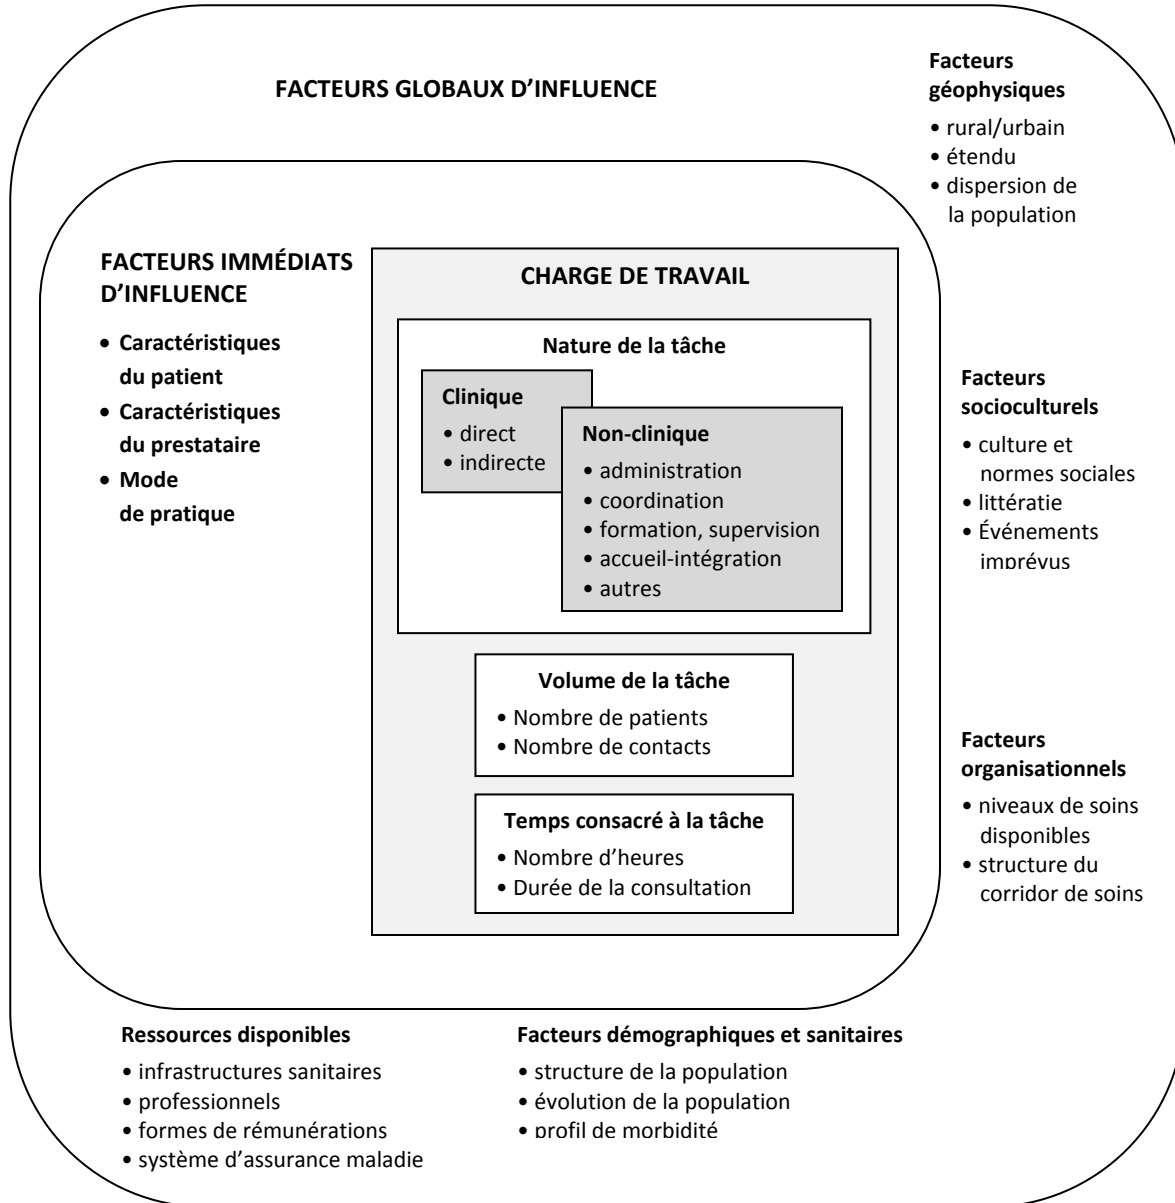 FACTEURS GLOBAUX D’INFLUENCE
Facteurs
géophysiques
• rural/urbain
• étendu
• dispersion de
la population
FACTEURS IMMÉDIATS
D’INFLUENCE
• Caractéristiques
du patient
• Caractéristiques
du prestataire
• Mode
de pratique
CHARGE DE TRAVAIL
Nature de la tâche
Clinique
• direct
• indirecte
Non-clinique
• administration
• coordination
• formation, supervision
• accueil-intégration
• autres
Volume de la tâche
• Nombre de patients
• Nombre de contacts
Temps consacré à la tâche
• Nombre d’heures
• Durée de la consultation
Facteurs
socioculturels
• culture et
normes sociales
• littératie
• Événements
imprévus
Facteurs
organisationnels
• niveaux de soins
disponibles
• structure du
corridor de soins
Ressources disponibles
• infrastructures sanitaires
• professionnels
• formes de rémunérations
• système d’assurance maladie
Facteurs démographiques et sanitaires
• structure de la population
• évolution de la population
• profil de morbidité